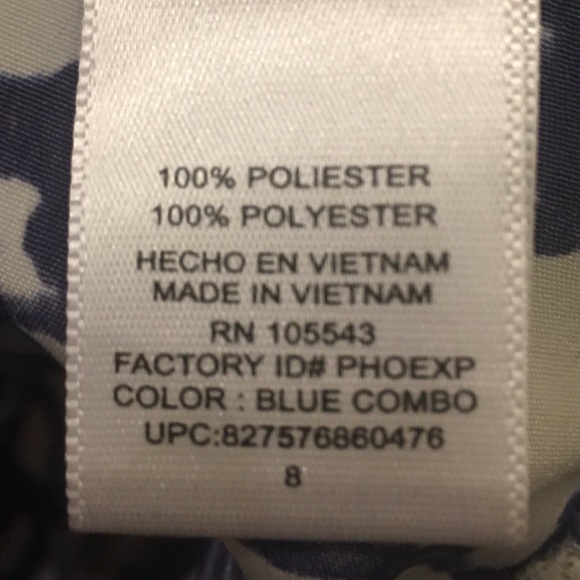 100% POLIESTER
100% POLYESTER
HECHO EN VIETNAM
MADE IN VIETNAM
RN 105543
FACTORY ID# PHOEXP
COLOR : BLUE COMBO
UPC:827576860476
8